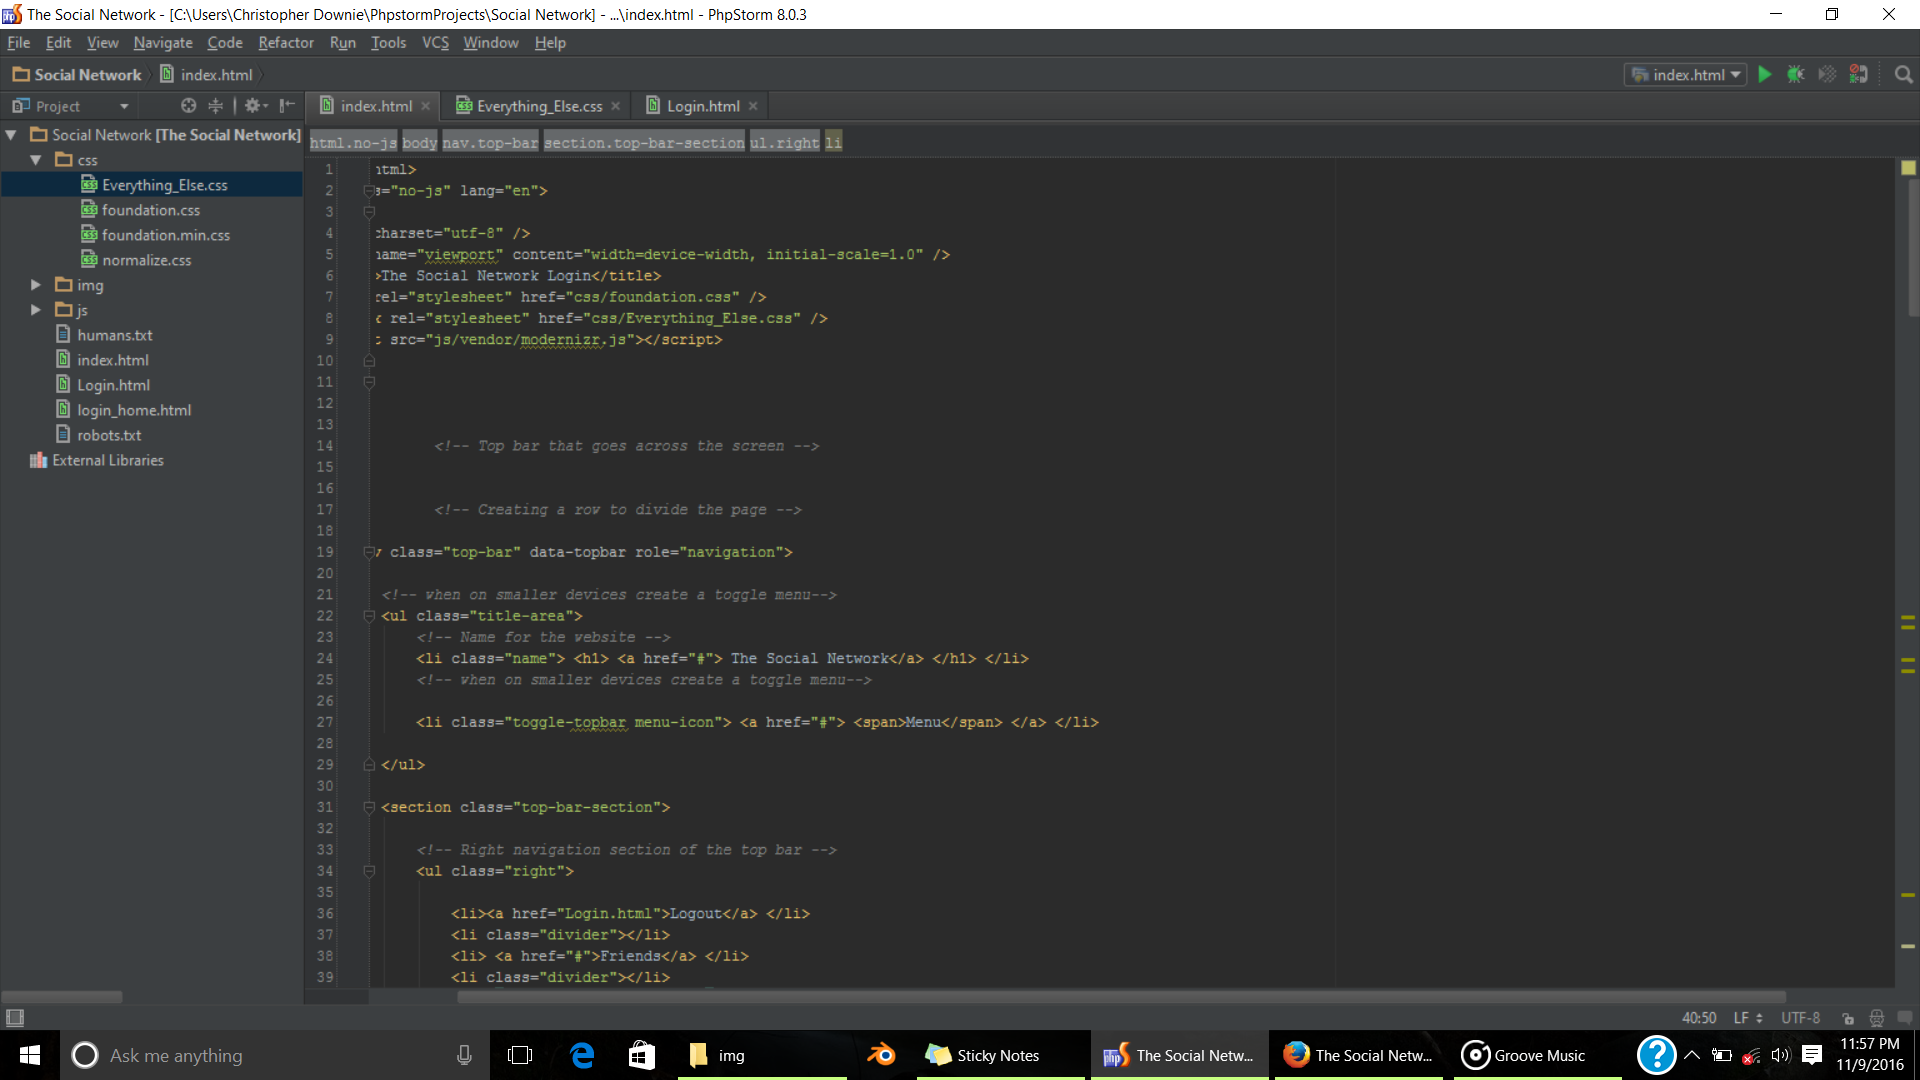 The Social Network - [C:\Users\Christopher Downie\PhpstormProjects\Social Network] - ...\index.html - PhpStorm 8.0.3
File Edit View Navigate Code Refactor Run Tools VCS Window Help
Social Network index.html
index.html
Project
index.html Everything_Else.css Login.html
Social Network [The Social Network]
css
Everything_Else.css
foundation.css
foundation.min.css
normalize.css
img
js
humans.txt
index.html
Login.html
login_home.html
robots.txt
External Libraries
html.no-js body nav.top-bar section.top-bar-section ul.right li
1 html>
2 s="no-js" lang="en">
3
4 charset="utf-8" />
5 name="viewport" content="width=device-width, initial-scale=1.0" />
6 >The Social Network Login</title>
7 rel="stylesheet" href="css/foundation.css" />
8 rel="stylesheet" href="css/Everything_Else.css" />
9 src="js/vendor/modernizr.js"></script>
10
11
12
13
14 <!-- Top bar that goes across the screen -->
15
16
17 <!-- Creating a row to divide the page -->
18
19 class="top-bar" data-topbar role="navigation">
20
21 <!-- when on smaller devices create a toggle menu-->
22 <ul class="title-area">
23 <!-- Name for the website -->
24 <li class="name"> <h1> <a href="#"> The Social Network</a> </h1> </li>
25 <!-- when on smaller devices create a toggle menu-->
26
27 <li class="toggle-topbar menu-icon"> <a href="#"> <span>Menu</span> </a> </li>
28
29 </ul>
30
31 <section class="top-bar-section">
32
33 <!-- Right navigation section of the top bar -->
34 <ul class="right">
35
36 <li><a href="Login.html">Logout</a> </li>
37 <li class="divider"></li>
38 <li> <a href="#">Friends</a> </li>
39 <li class="divider"></li>
40:50 LF UTF-8
Ask me anything
img
Sticky Notes
The Social Netw...
The Social Netw...
Groove Music
11:57 PM
11/9/2016